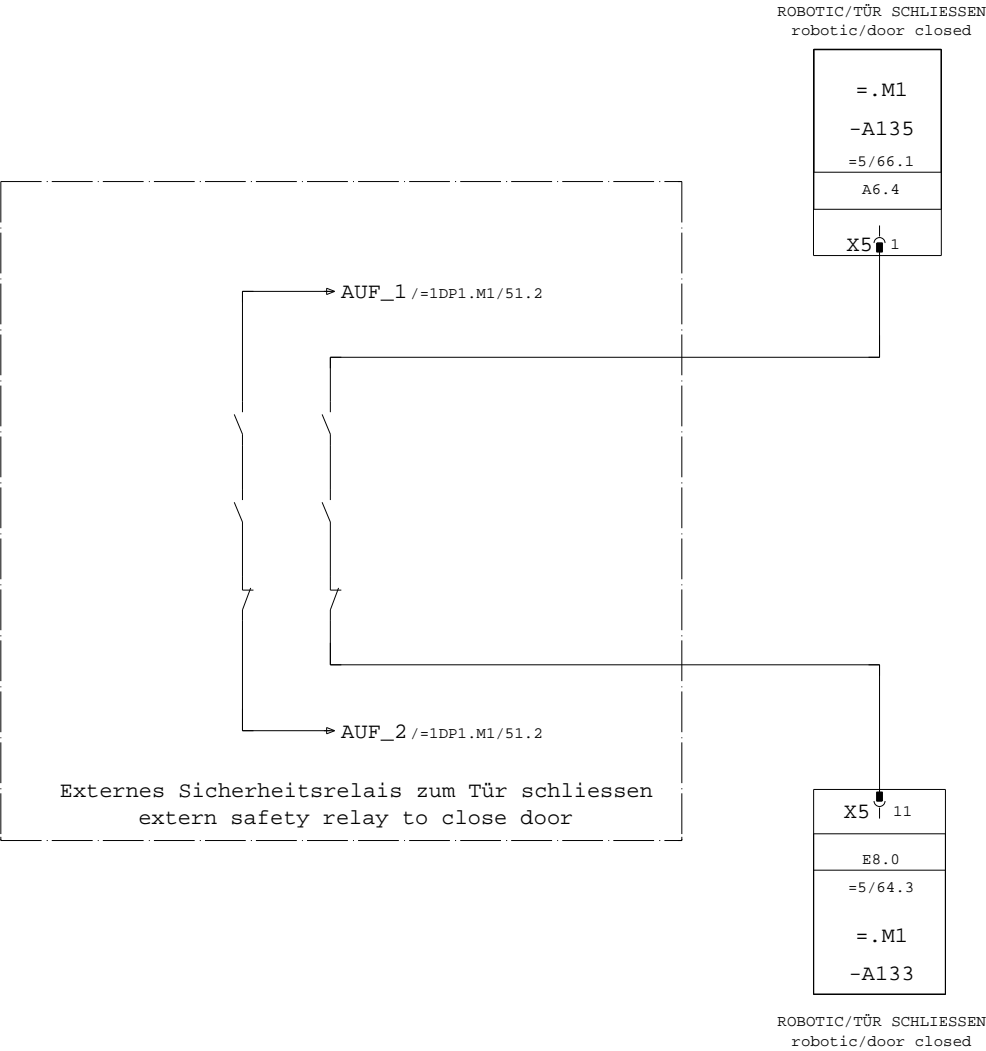 ROBOTIC/TÜR SCHLIESSEN
robotic/door closed
=.M1
-A135
=5/66.1
A6.4
X5 1
AUF_1 /=1DP1.M1/51.2
AUF_2 /=1DP1.M1/51.2
Externes Sicherheitsrelais zum Tür schliessen
extern safety relay to close door
X5 11
E8.0
=5/64.3
=.M1
-A133
ROBOTIC/TÜR SCHLIESSEN
robotic/door closed